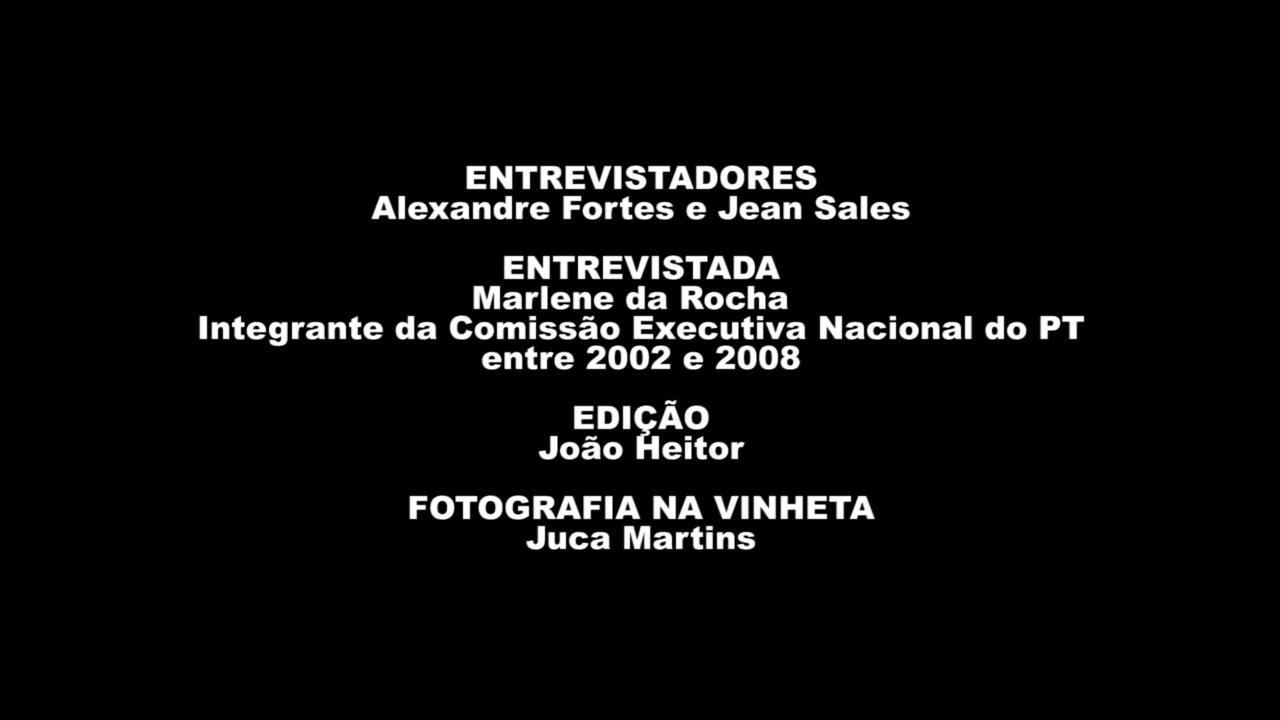 ENTREVISTADORES
Alexandre Fortes e Jean Sales
ENTREVISTADA
Marlene da Rocha
Integrante da Comissão Executiva Nacional do PT
entre 2002 e 2008
EDIÇÃO
João Heitor
FOTOGRAFIA NA VINHETA
Juca Martins